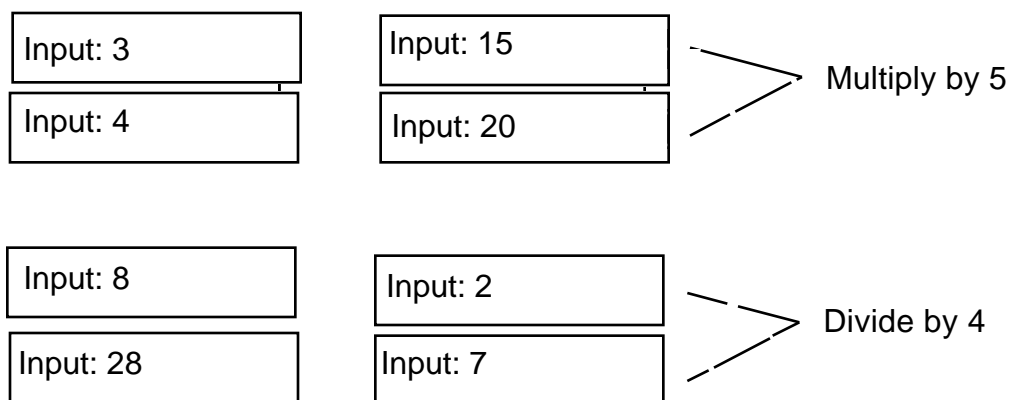 Input: 3
Input: 15
Multiply by 5
Input: 4
Input: 20
Input: 8
Input: 2
Divide by 4
Input: 28
Input: 7